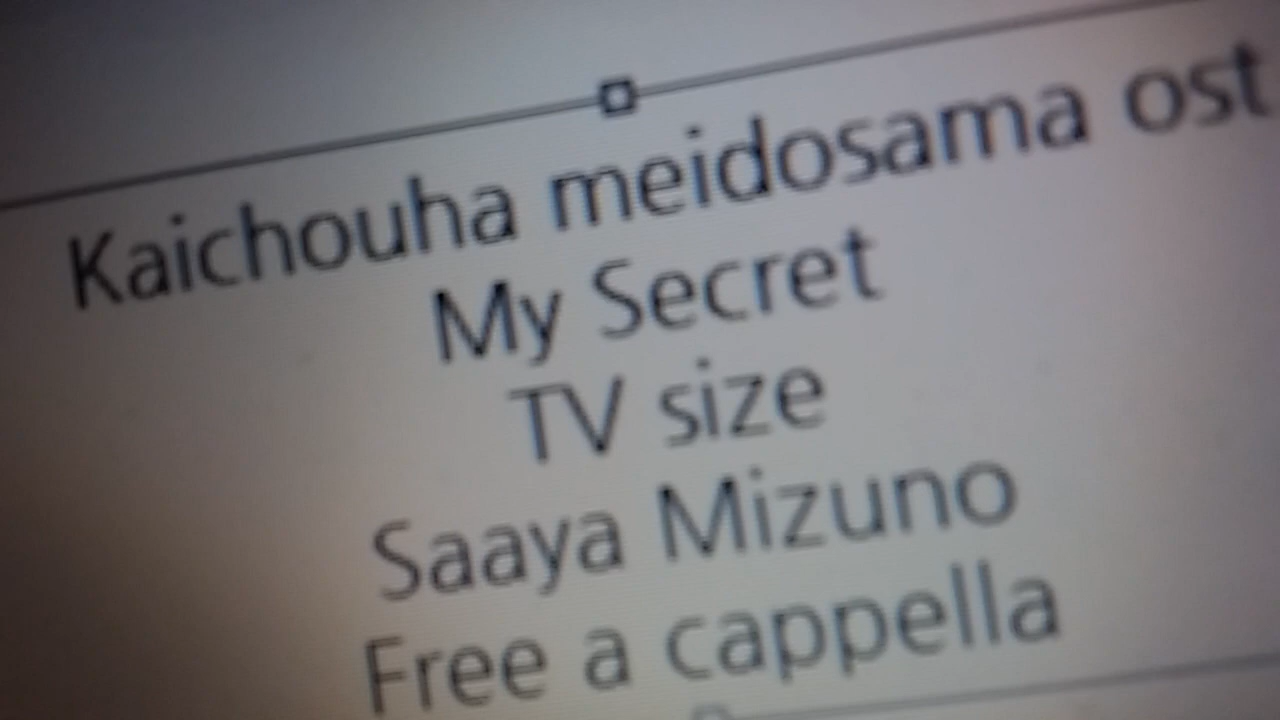 Kaichouha meidosama ost
My Secret
TV size
Saaya Mizuno
Free a cappella